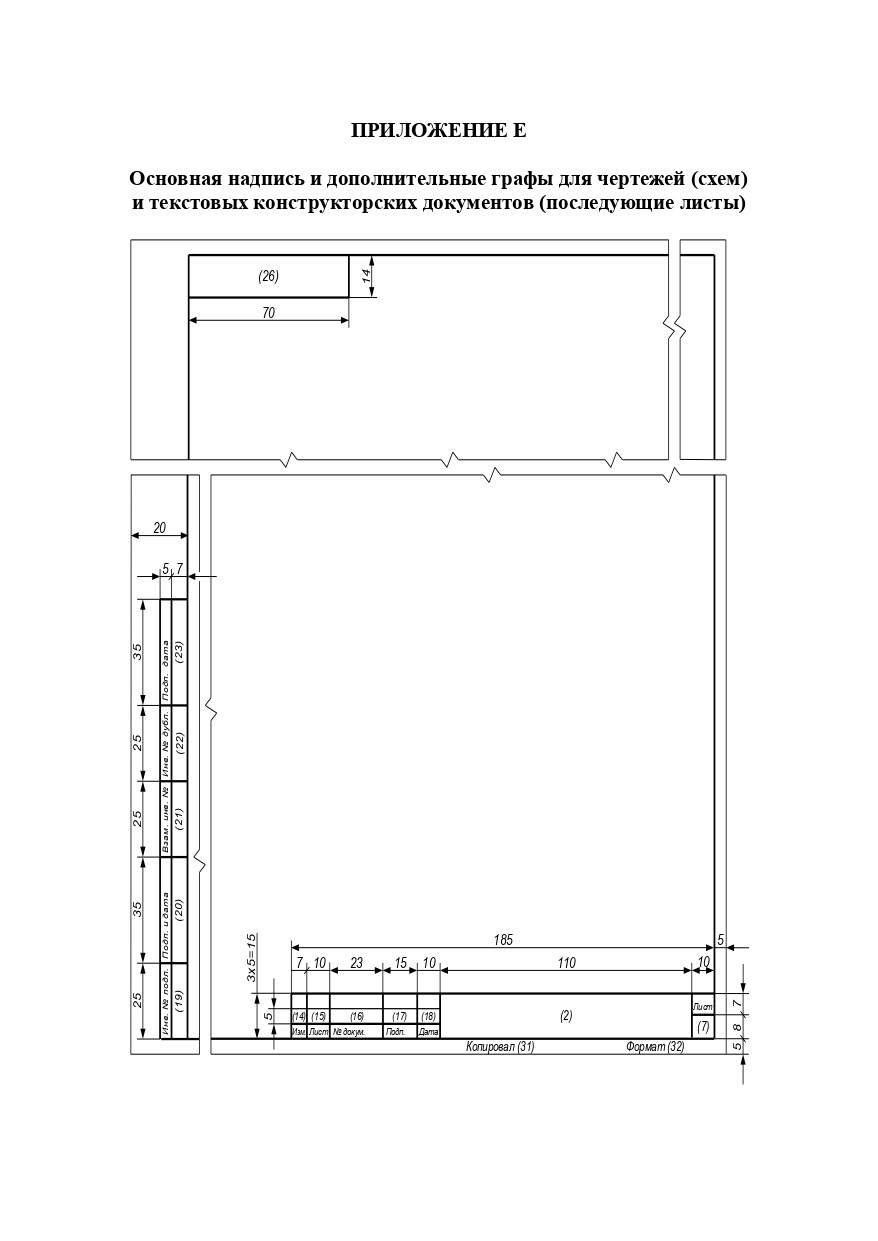 ПРИЛОЖЕНИЕ Е
Основная надпись и дополнительные графы для чертежей (схем)
и текстовых конструкторских документов (последующие листы)
(26)
14
70
20
5 7
35
Подп. дата
(23)
25
Инв. № дубл.
(22)
25
Взам. инв. №
(21)
35
Подп. и дата
(20)
25
Инв. № подп.
(19)
185 5
3x5=15
7 10 23 15 10 110 10
5
Лист 7
(14) (15) (16) (17) (18) (2)
(7) 8
Изм. Лист № докум. Подп. Дата
Копировал (31) Формат (32) 5